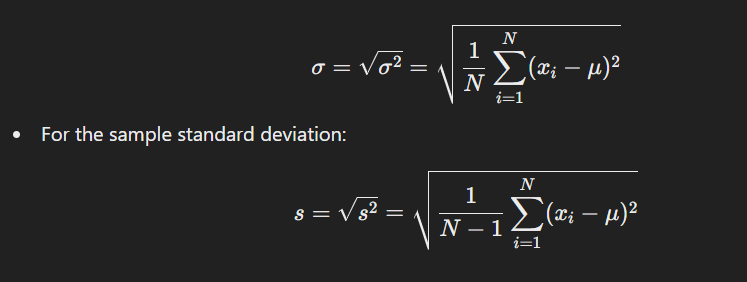 σ = √σ² = √(1/N ∑_{i=1}^{N} (x_i − μ)²)
• For the sample standard deviation:
s = √s² = √(1/(N − 1) ∑_{i=1}^{N} (x_i − μ)²)